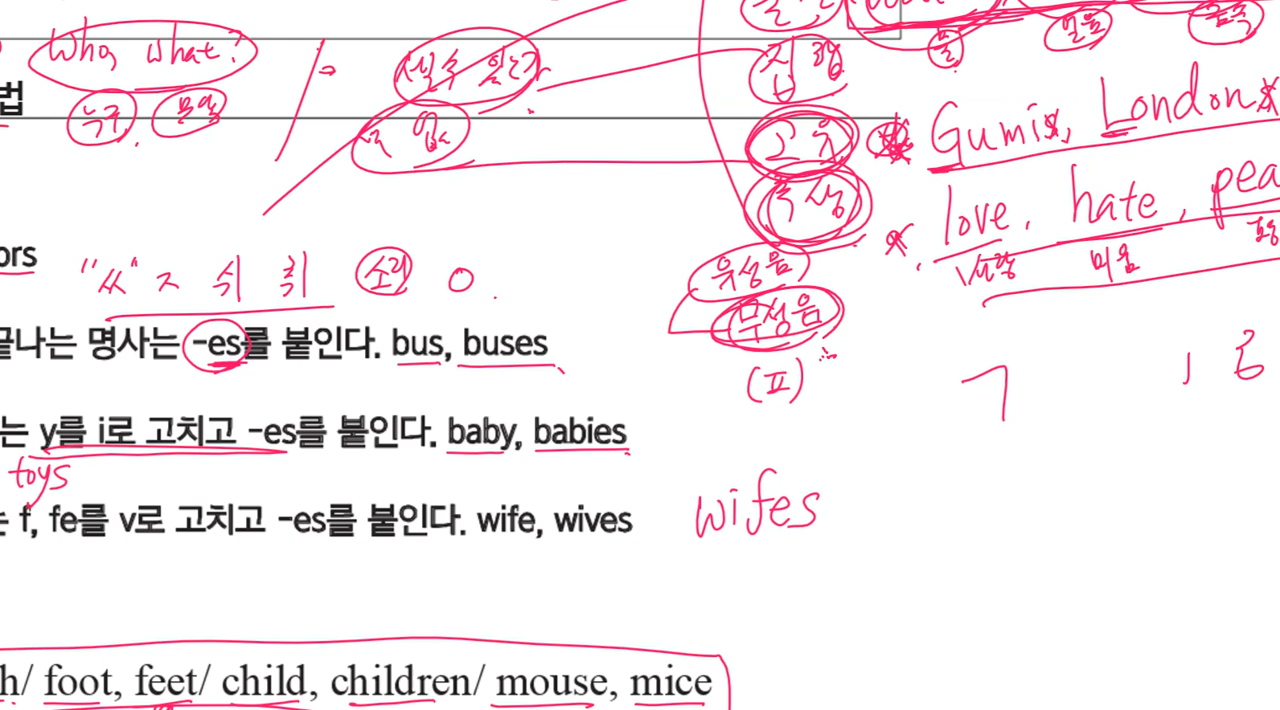 Who, what?
누구 무엇
법
셀수 있는
집합
물
Gumi, London
고유
추상
love, hate, pea
사랑 미움
ors
"ㅆ" ㅈ 쉬 취 소리 O.
유성음
무성음
(ㅍ)
끝나는 명사는 -es를 붙인다. bus, buses
ㄱ
는 y를 i로 고치고 -es를 붙인다. baby, babies
toys
는 f, fe를 v로 고치고 -es를 붙인다. wife, wives
wifes
h/ foot, feet/ child, children/ mouse, mice